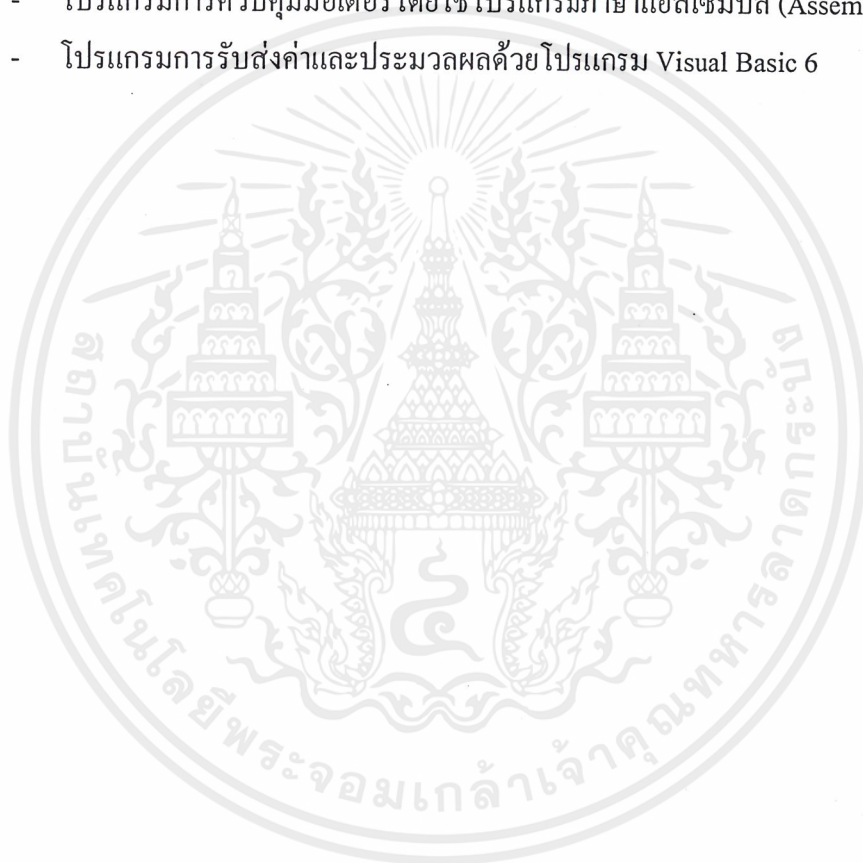 - โปรแกรมการควบคุมมอเตอร์โดยใช้โปรแกรมภาษาแอสเซมบลี (Assem
- โปรแกรมการรับส่งค่าและประมวลผลด้วยโปรแกรม Visual Basic 6
สถาบันเทคโนโลยีพระจอมเกล้าเจ้าคุณทหารลาดกระบัง